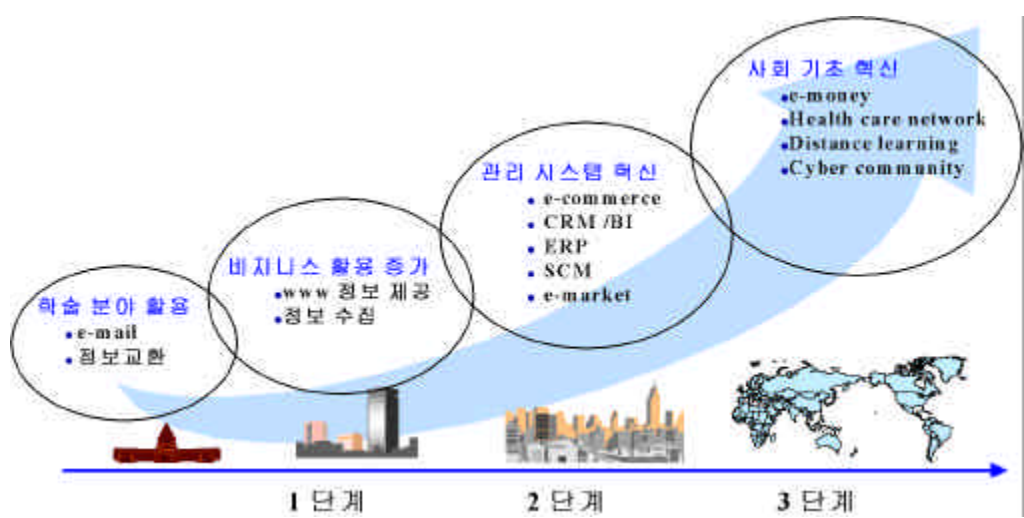 사회 기초 혁신
•e-money
•Health care network
•Distance learning
•Cyber community
관리 시스템 혁신
• e-commerce
• CRM /BI
• ERP
• SCM
• e-market
비지니스 활용 증가
•www 정보 제공
•정보 수집
학술 분야 활용
• e-mail
• 정보교환
1 단계
2 단계
3 단계